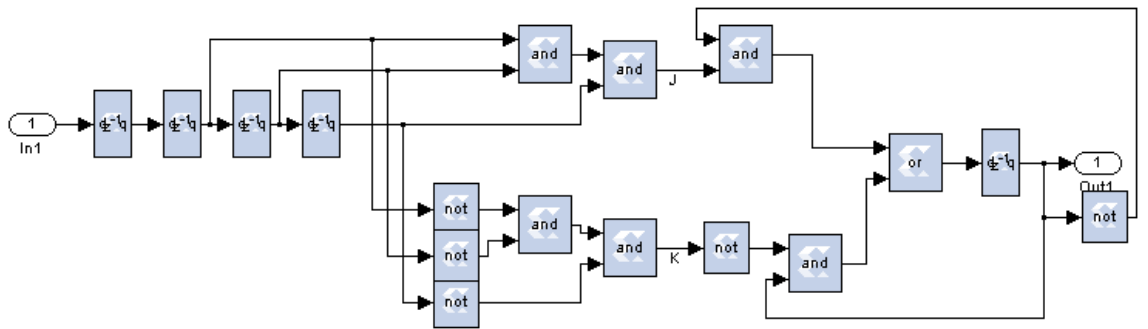 and
and
and
J
1
In1
z-1
d q
z-1
d q
z-1
d q
z-1
d q
or
z-1
d q
1
Out1
not
not
not
not
and
and
K
not
and